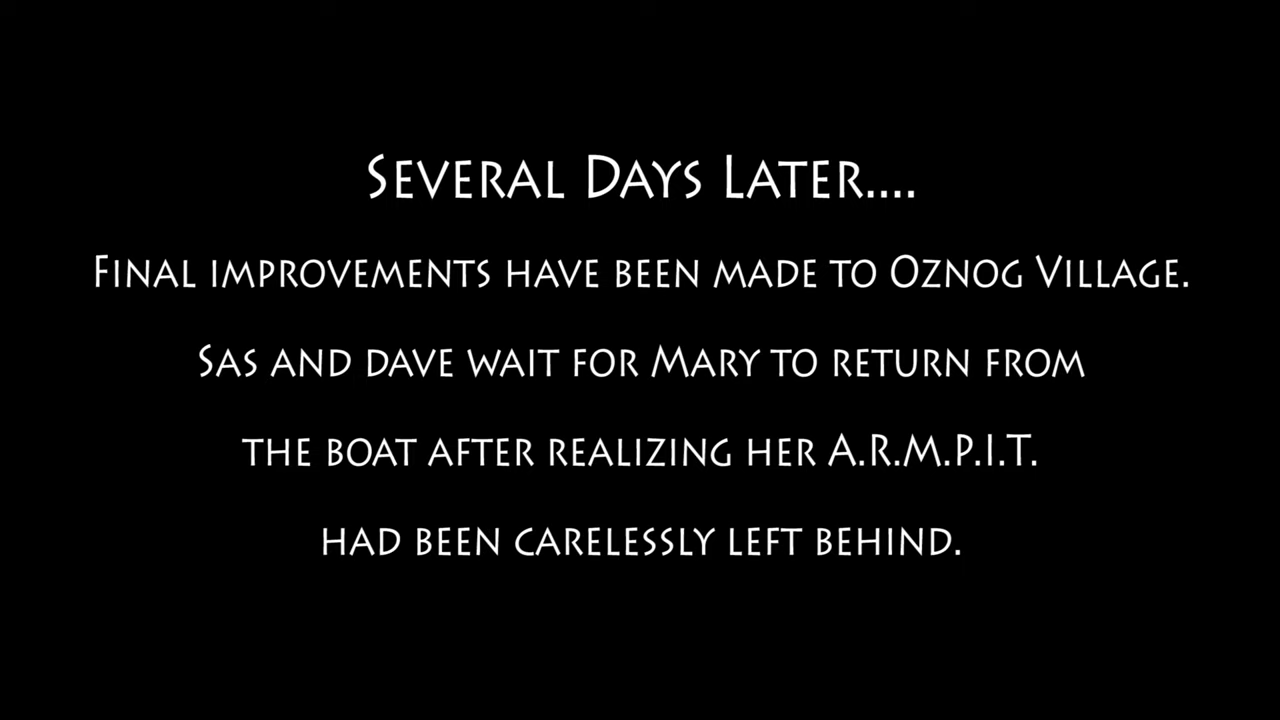 Several Days Later....
Final improvements have been made to Oznog Village.
Sas and dave wait for Mary to return from
the boat after realizing her A.R.M.P.I.T.
had been carelessly left behind.